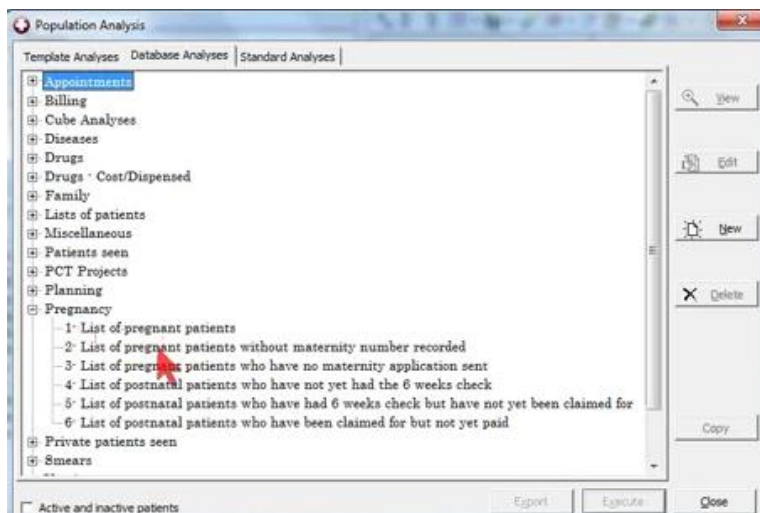 Population Analysis
Template Analyses Database Analyses Standard Analyses
Appointments
Billing
Cube Analyses
Diseases
Drugs
Drugs - Cost/Dispensed
Family
Lists of patients
Miscellaneous
Patients seen
PCT Projects
Planning
Pregnancy
1- List of pregnant patients
2- List of pregnant patients without maternity number recorded
3- List of pregnant patients who have no maternity application sent
4- List of postnatal patients who have not yet had the 6 weeks check
5- List of postnatal patients who have had 6 weeks check but have not yet been claimed for
6- List of postnatal patients who have been claimed for but not yet paid
Private patients seen
Smears
View
Edit
New
Delete
Copy
Active and inactive patients
Export Execute Close